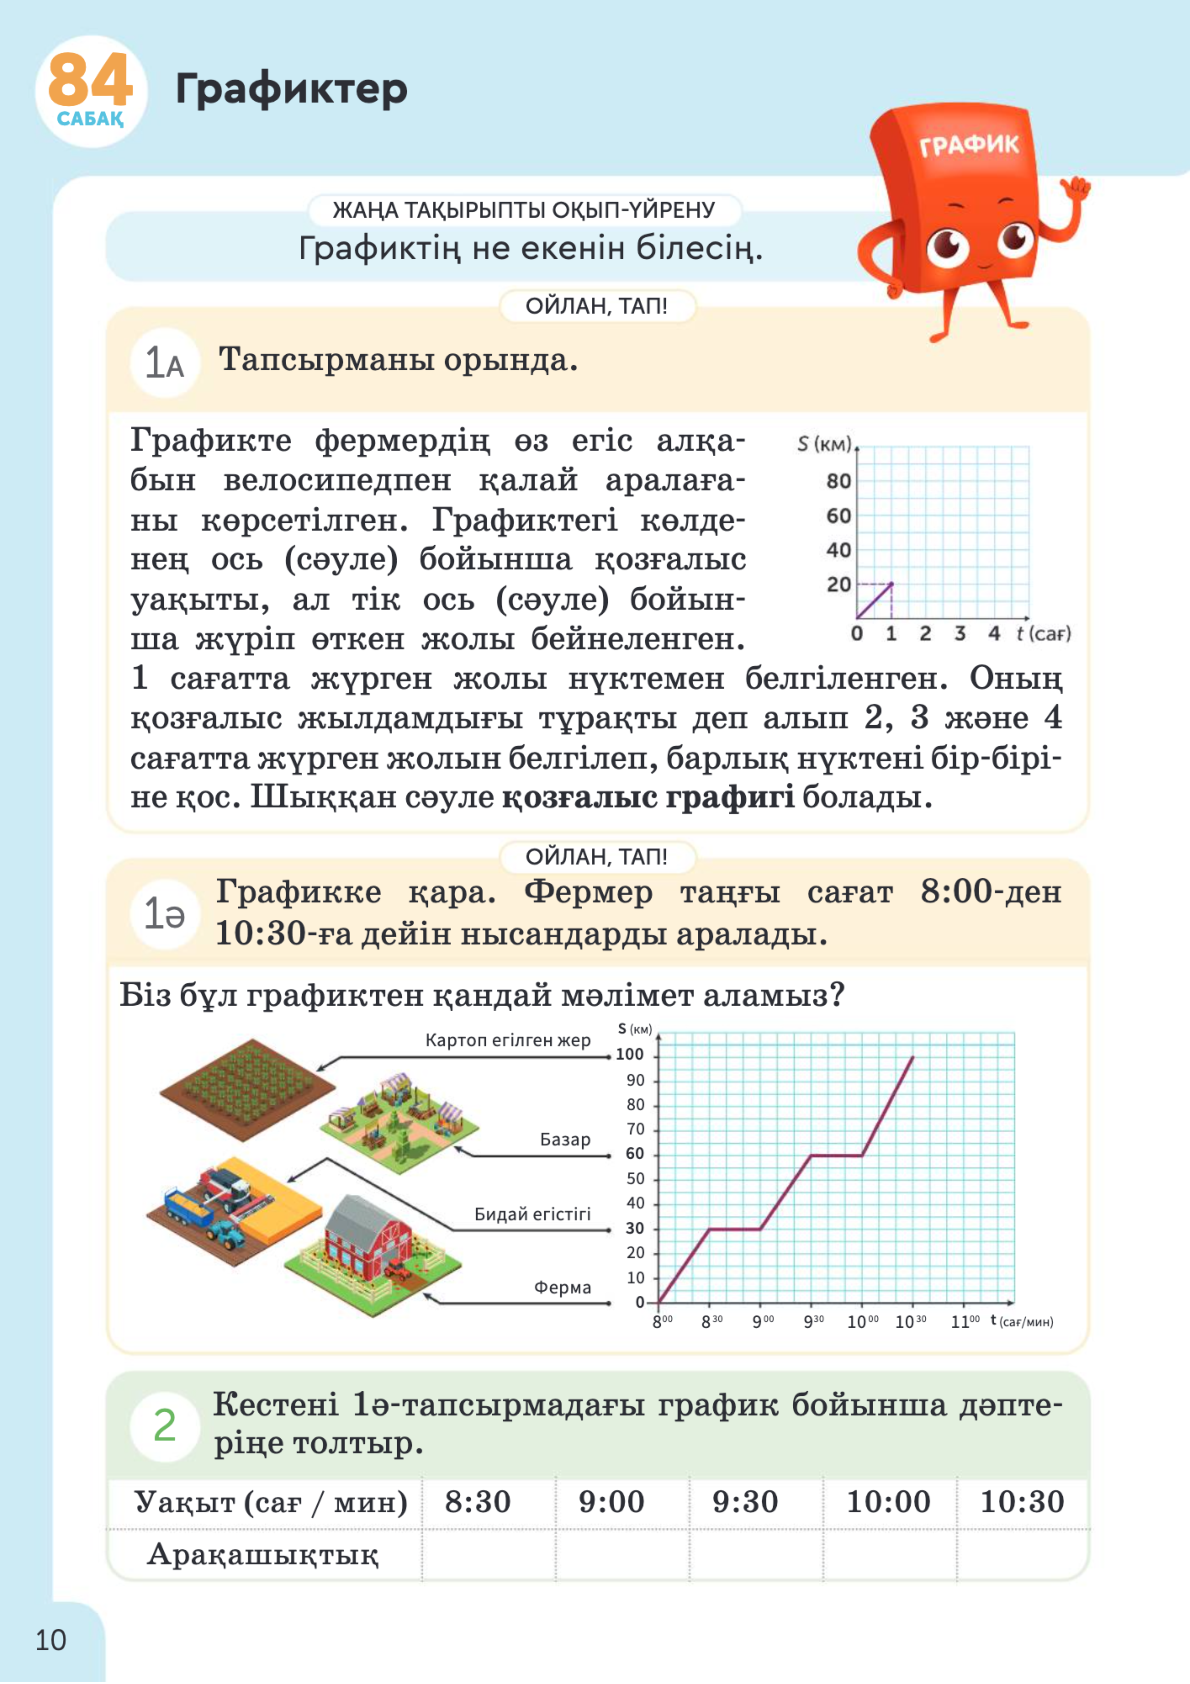 84
САБАҚ
Графиктер
ГРАФИК
ЖАҢА ТАҚЫРЫПТЫ ОҚЫП-ҮЙРЕНУ
Графиктің не екенін білесің.
ОЙЛАН, ТАП!
1А Тапсырманы орында.
Графикте фермердің өз егіс алқа-
бын велосипедпен қалай аралаға-
ны көрсетілген. Графиктегі көлде-
нең ось (сәуле) бойынша қозғалыс
уақыты, ал тік ось (сәуле) бойын-
ша жүріп өткен жолы бейнеленген.
1 сағатта жүрген жолы нүктемен белгіленген. Оның
қозғалыс жылдамдығы тұрақты деп алып 2, 3 және 4
сағатта жүрген жолын белгілеп, барлық нүктені бір-бірі-
не қос. Шыққан сәуле қозғалыс графигі болады.
S (км)
80
60
40
20
0 1 2 3 4 t (сағ)
ОЙЛАН, ТАП!
1ә Графикке қара. Фермер таңғы сағат 8:00-ден
10:30-ға дейін нысандарды аралады.
Біз бұл графиктен қандай мәлімет аламыз?
Картоп егілген жер
Базар
Бидай егістігі
Ферма
S (км)
100
90
80
70
60
50
40
30
20
10
0
8⁰⁰ 8³⁰ 9⁰⁰ 9³⁰ 10⁰⁰ 10³⁰ 11⁰⁰ t (сағ/мин)
2 Кестені 1ә-тапсырмадағы график бойынша дәпте-
ріңе толтыр.
Уақыт (сағ / мин) 8:30 9:00 9:30 10:00 10:30
Арақашықтық
10